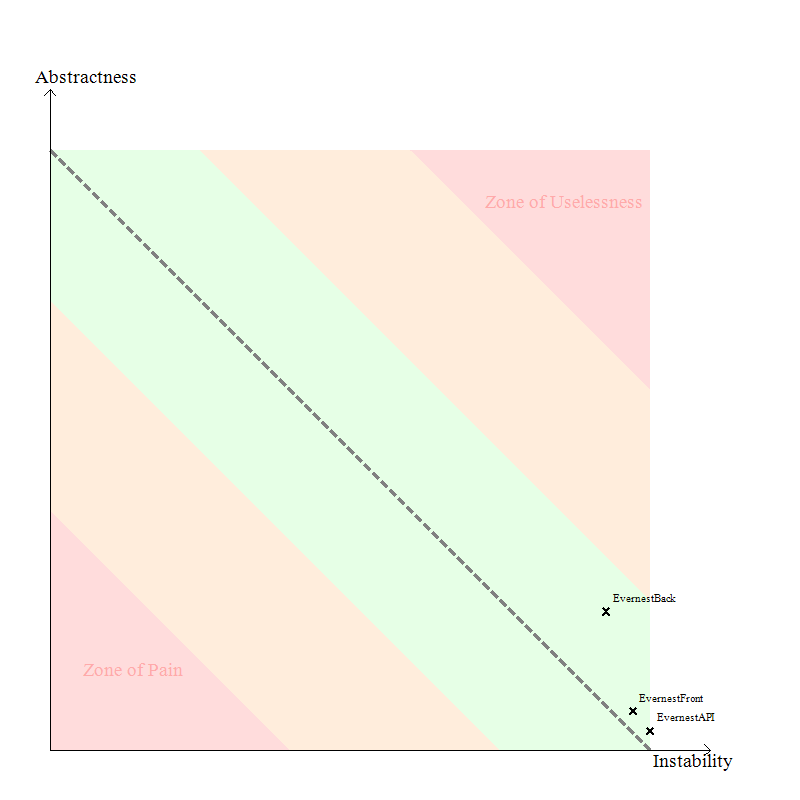 Abstractness
Zone of Uselessness
EvernestBack
Zone of Pain
EvernestFront
EvernestAPI
Instability